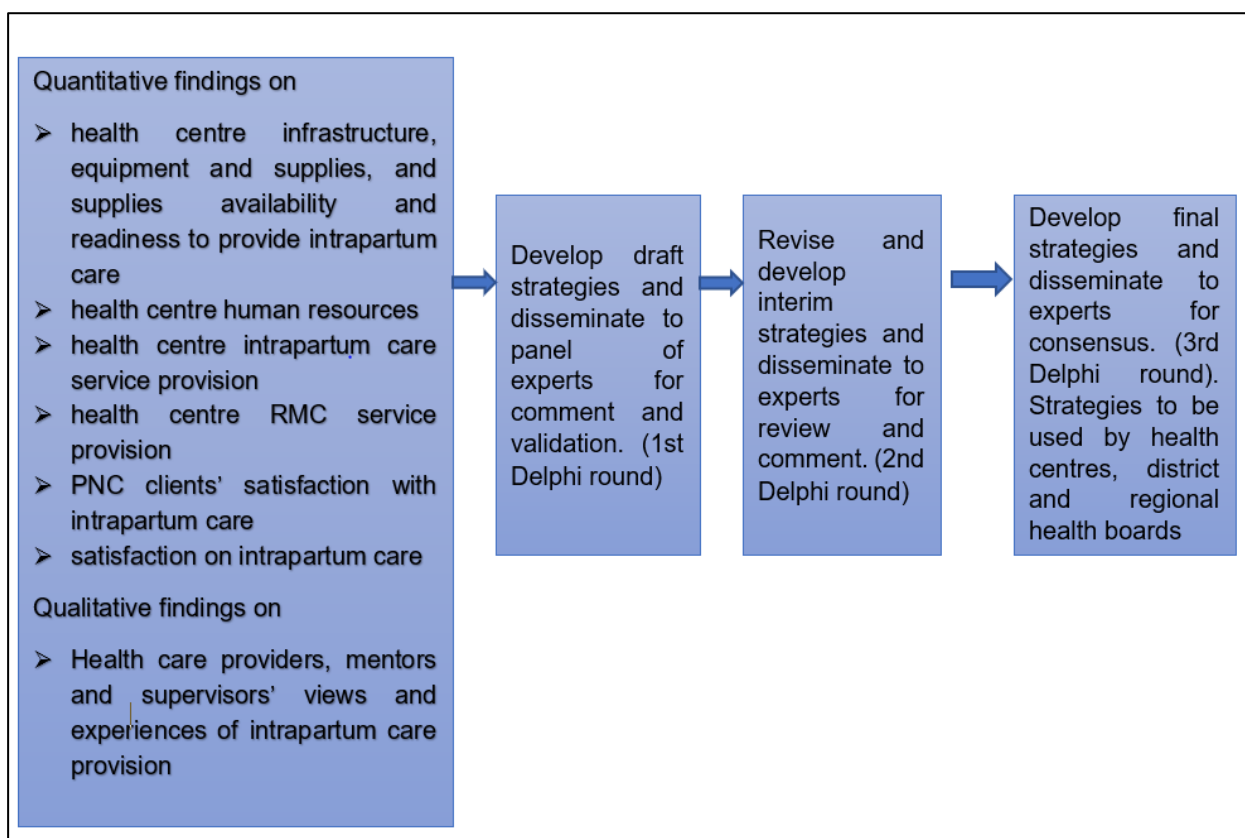 Quantitative findings on
➢ health centre infrastructure,
equipment and supplies, and
supplies availability and
readiness to provide intrapartum
care
➢ health centre human resources
➢ health centre intrapartum care
service provision
➢ health centre RMC service
provision
➢ PNC clients' satisfaction with
intrapartum care
➢ satisfaction on intrapartum care
Qualitative findings on
➢ Health care providers, mentors
and supervisors' views and
experiences of intrapartum care
provision
Develop draft
strategies and
disseminate to
panel of
experts for
comment and
validation. (1st
Delphi round)
Revise and
develop
interim
strategies and
disseminate to
experts for
review and
comment. (2nd
Delphi round)
Develop final
strategies and
disseminate to
experts for
consensus. (3rd
Delphi round).
Strategies to be
used by health
centres, district
and regional
health boards